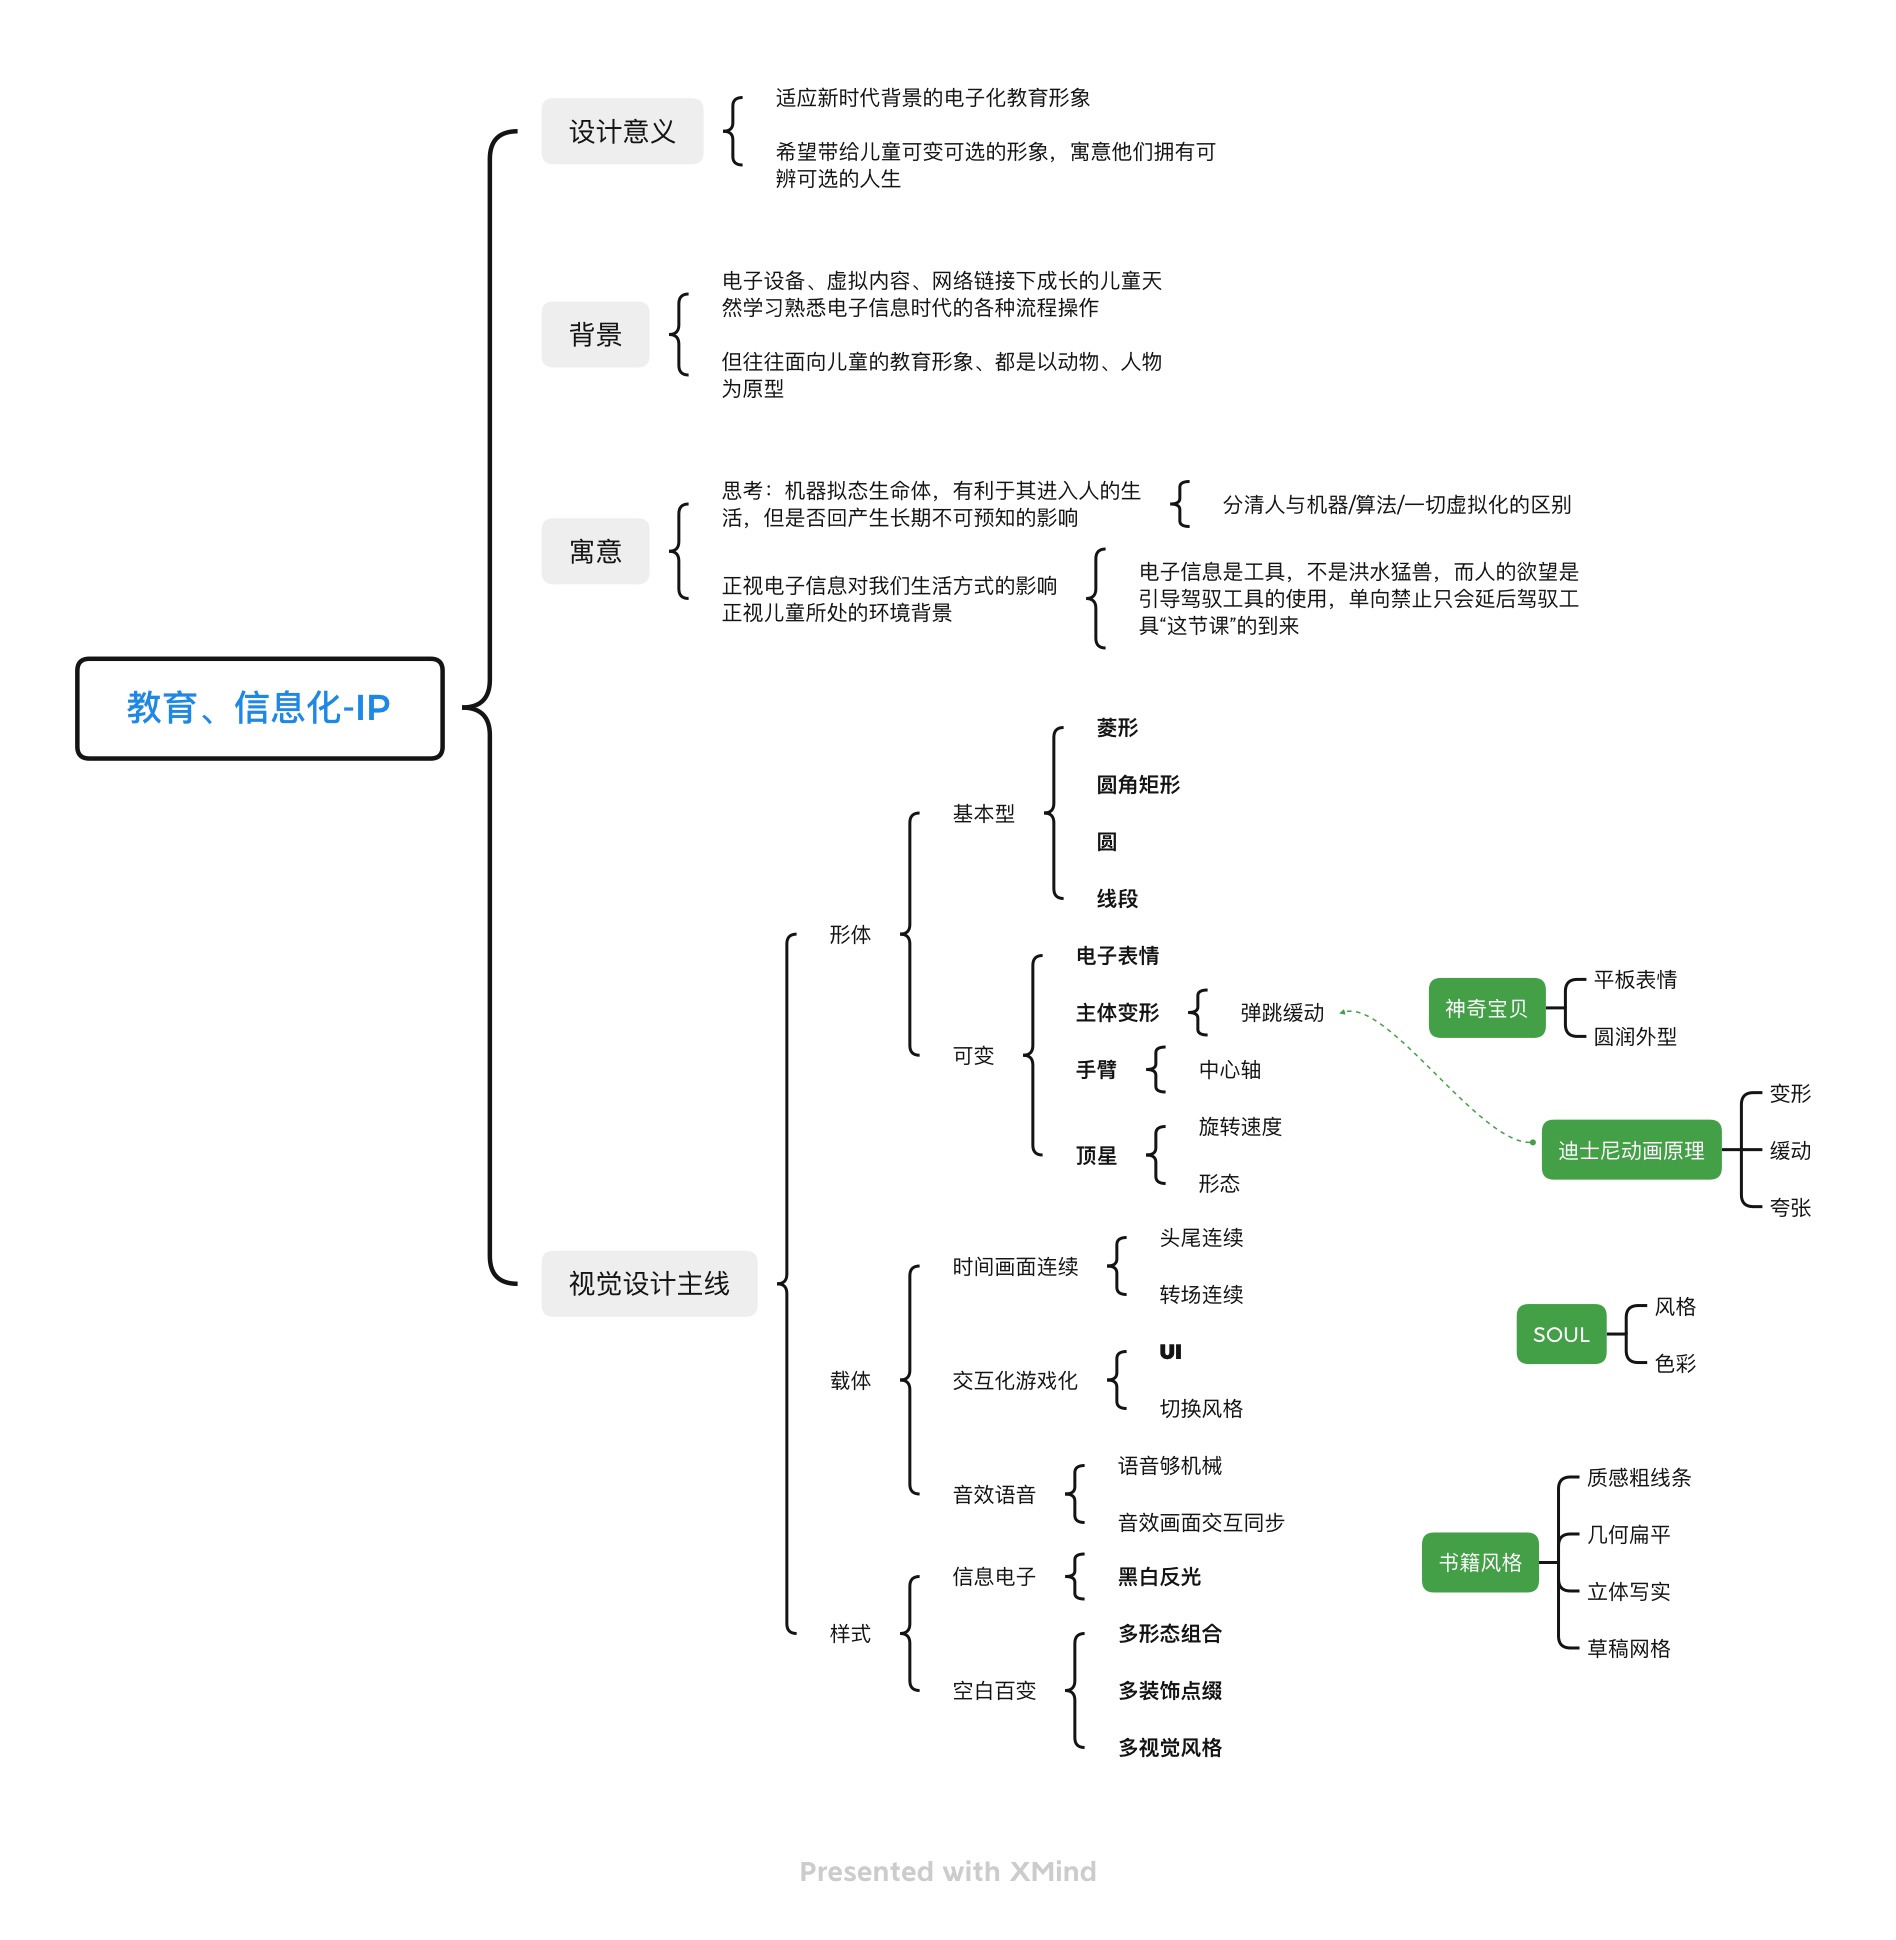 教育、信息化-IP
设计意义
适应新时代背景的电子化教育形象
希望带给儿童可变可选的形象，寓意他们拥有可
辨可选的人生
背景
电子设备、虚拟内容、网络链接下成长的儿童天
然学习熟悉电子信息时代的各种流程操作
但往往面向儿童的教育形象、都是以动物、人物
为原型
寓意
思考：机器拟态生命体，有利于其进入人的生
活，但是否回产生长期不可预知的影响
分清人与机器/算法/一切虚拟化的区别
正视电子信息对我们生活方式的影响
正视儿童所处的环境背景
电子信息是工具，不是洪水猛兽，而人的欲望是
引导驾驭工具的使用，单向禁止只会延后驾驭工
具“这节课”的到来
视觉设计主线
形体
基本型
菱形
圆角矩形
圆
线段
可变
电子表情
主体变形
弹跳缓动
手臂
中心轴
顶星
旋转速度
形态
载体
时间画面连续
头尾连续
转场连续
交互化游戏化
UI
切换风格
音效语音
语音够机械
音效画面交互同步
样式
信息电子
黑白反光
空白百变
多形态组合
多装饰点缀
多视觉风格
神奇宝贝
平板表情
圆润外型
迪士尼动画原理
变形
缓动
夸张
SOUL
风格
色彩
书籍风格
质感粗线条
几何扁平
立体写实
草稿网格
Presented with XMind